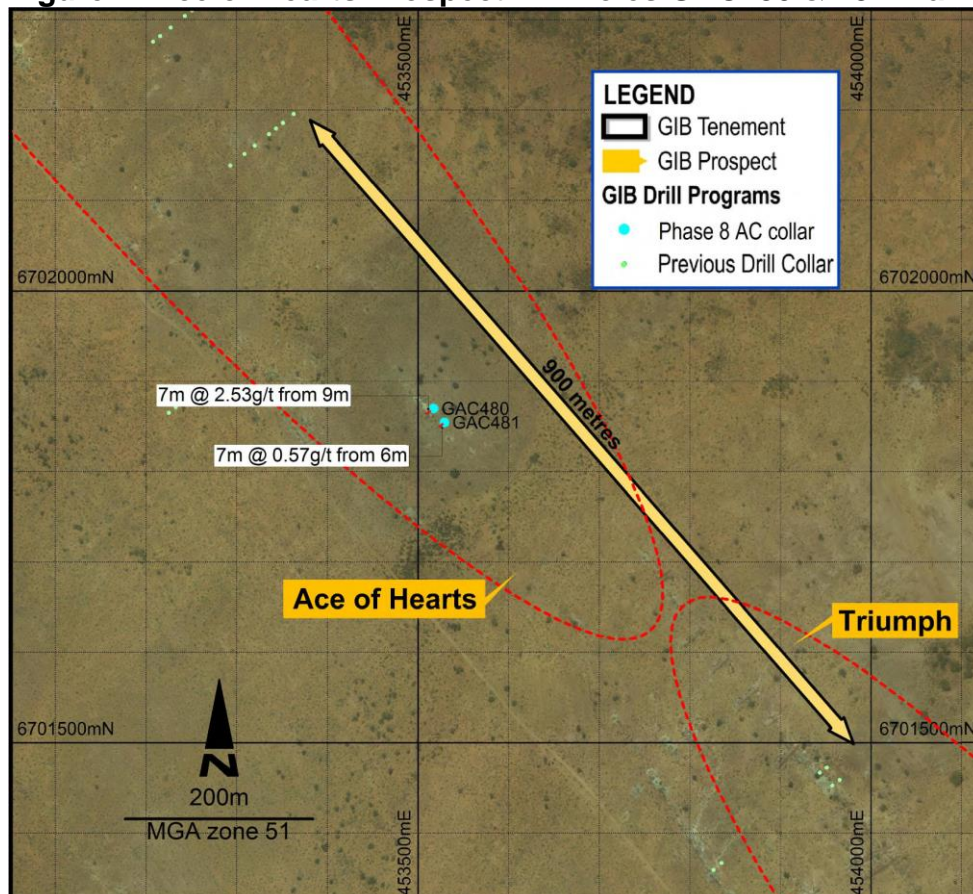 453500mE
454000mE
LEGEND
GIB Tenement
GIB Prospect
GIB Drill Programs
Phase 8 AC collar
Previous Drill Collar
6702000mN
6702000mN
900 metres
7m @ 2.53g/t from 9m
GAC480
GAC481
7m @ 0.57g/t from 6m
Ace of Hearts
Triumph
6701500mN
6701500mN
N
200m
MGA zone 51
453500mE
454000mE